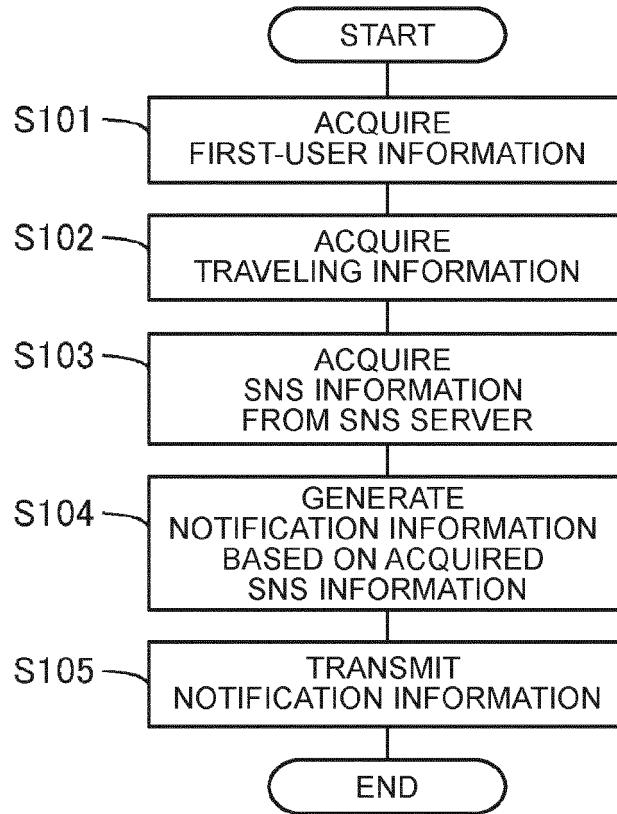 START
S101
ACQUIRE
FIRST-USER INFORMATION
S102
ACQUIRE
TRAVELING INFORMATION
S103
ACQUIRE
SNS INFORMATION
FROM SNS SERVER
S104
GENERATE
NOTIFICATION INFORMATION
BASED ON ACQUIRED
SNS INFORMATION
S105
TRANSMIT
NOTIFICATION INFORMATION
END